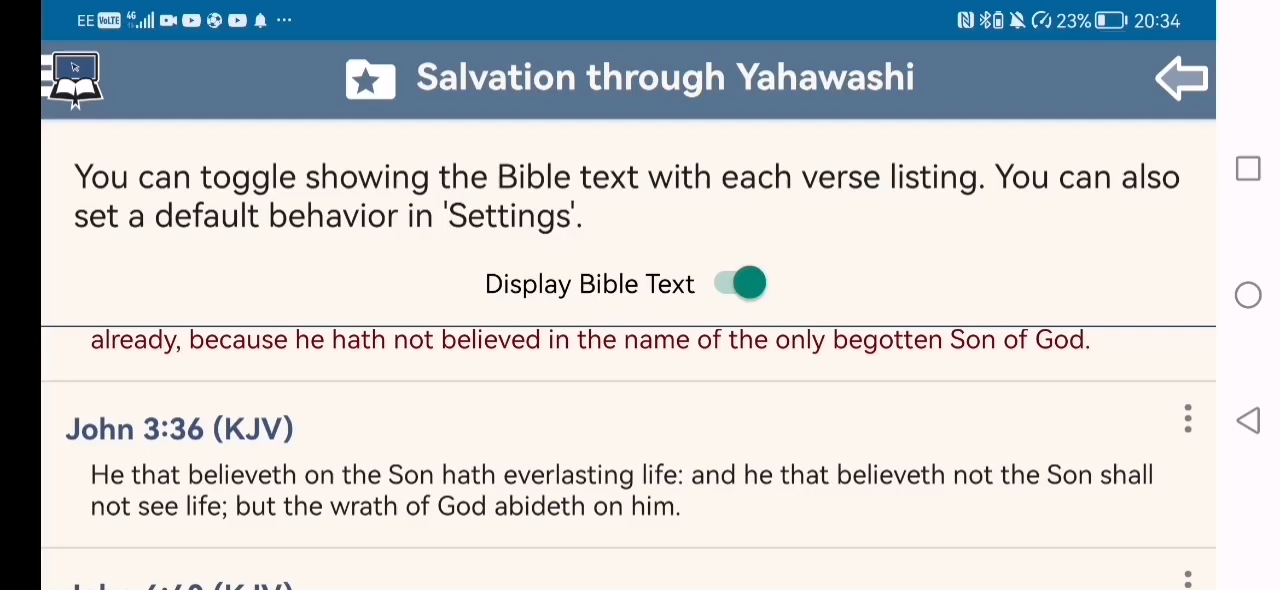 EE VoLTE 4G 23% 20:34
Salvation through Yahawashi
You can toggle showing the Bible text with each verse listing. You can also
set a default behavior in 'Settings'.
Display Bible Text
already, because he hath not believed in the name of the only begotten Son of God.
John 3:36 (KJV)
He that believeth on the Son hath everlasting life: and he that believeth not the Son shall
not see life; but the wrath of God abideth on him.